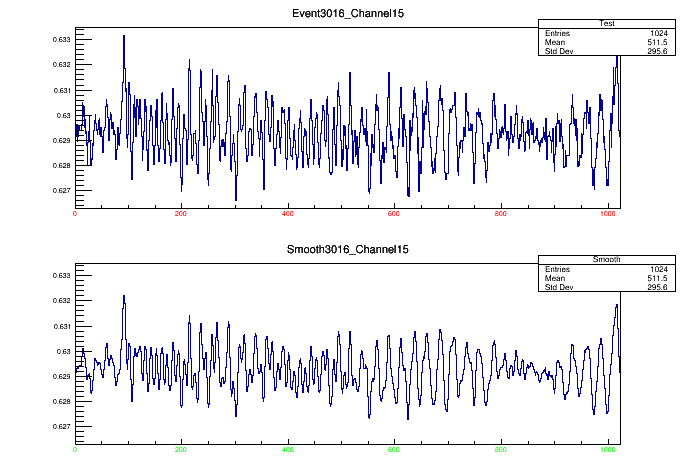 Event3016_Channel15
Test
Entries 1024
Mean 511.5
Std Dev 295.6
0.633
0.632
0.631
0.63
0.629
0.628
0.627
0 200 400 600 800 1000
Smooth3016_Channel15
Smooth
Entries 1024
Mean 511.5
Std Dev 295.6
0.633
0.632
0.631
0.63
0.629
0.628
0.627
0 200 400 600 800 1000